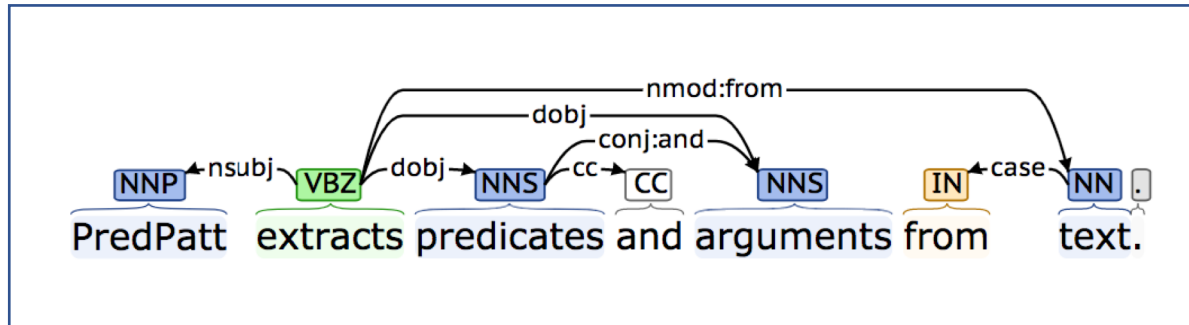 nmod:from
dobj
conj:and
nsubj dobj cc case
NNP VBZ NNS CC NNS IN NN .
PredPatt extracts predicates and arguments from text.